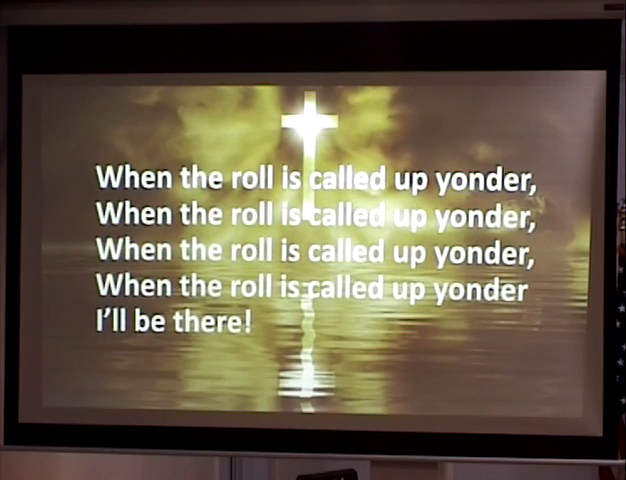 When the roll is called up yonder,
When the roll is called up yonder,
When the roll is called up yonder,
When the roll is called up yonder
I'll be there!